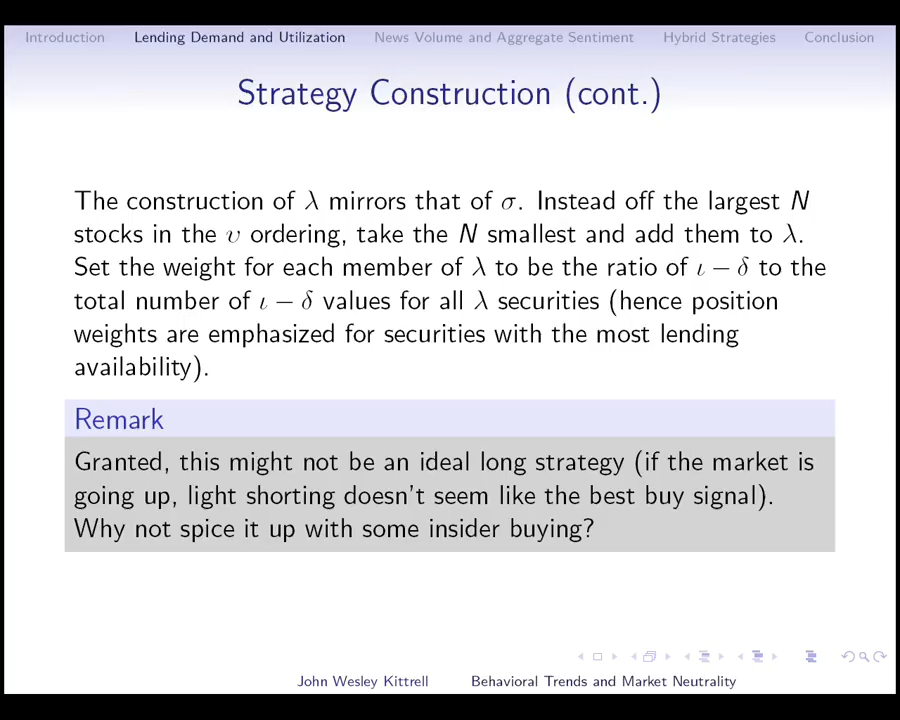 Introduction Lending Demand and Utilization News Volume and Aggregate Sentiment Hybrid Strategies Conclusion
Strategy Construction (cont.)
The construction of λ mirrors that of σ. Instead off the largest N
stocks in the υ ordering, take the N smallest and add them to λ.
Set the weight for each member of λ to be the ratio of ι − δ to the
total number of ι − δ values for all λ securities (hence position
weights are emphasized for securities with the most lending
availability).
Remark
Granted, this might not be an ideal long strategy (if the market is
going up, light shorting doesn't seem like the best buy signal).
Why not spice it up with some insider buying?
John Wesley Kittrell Behavioral Trends and Market Neutrality